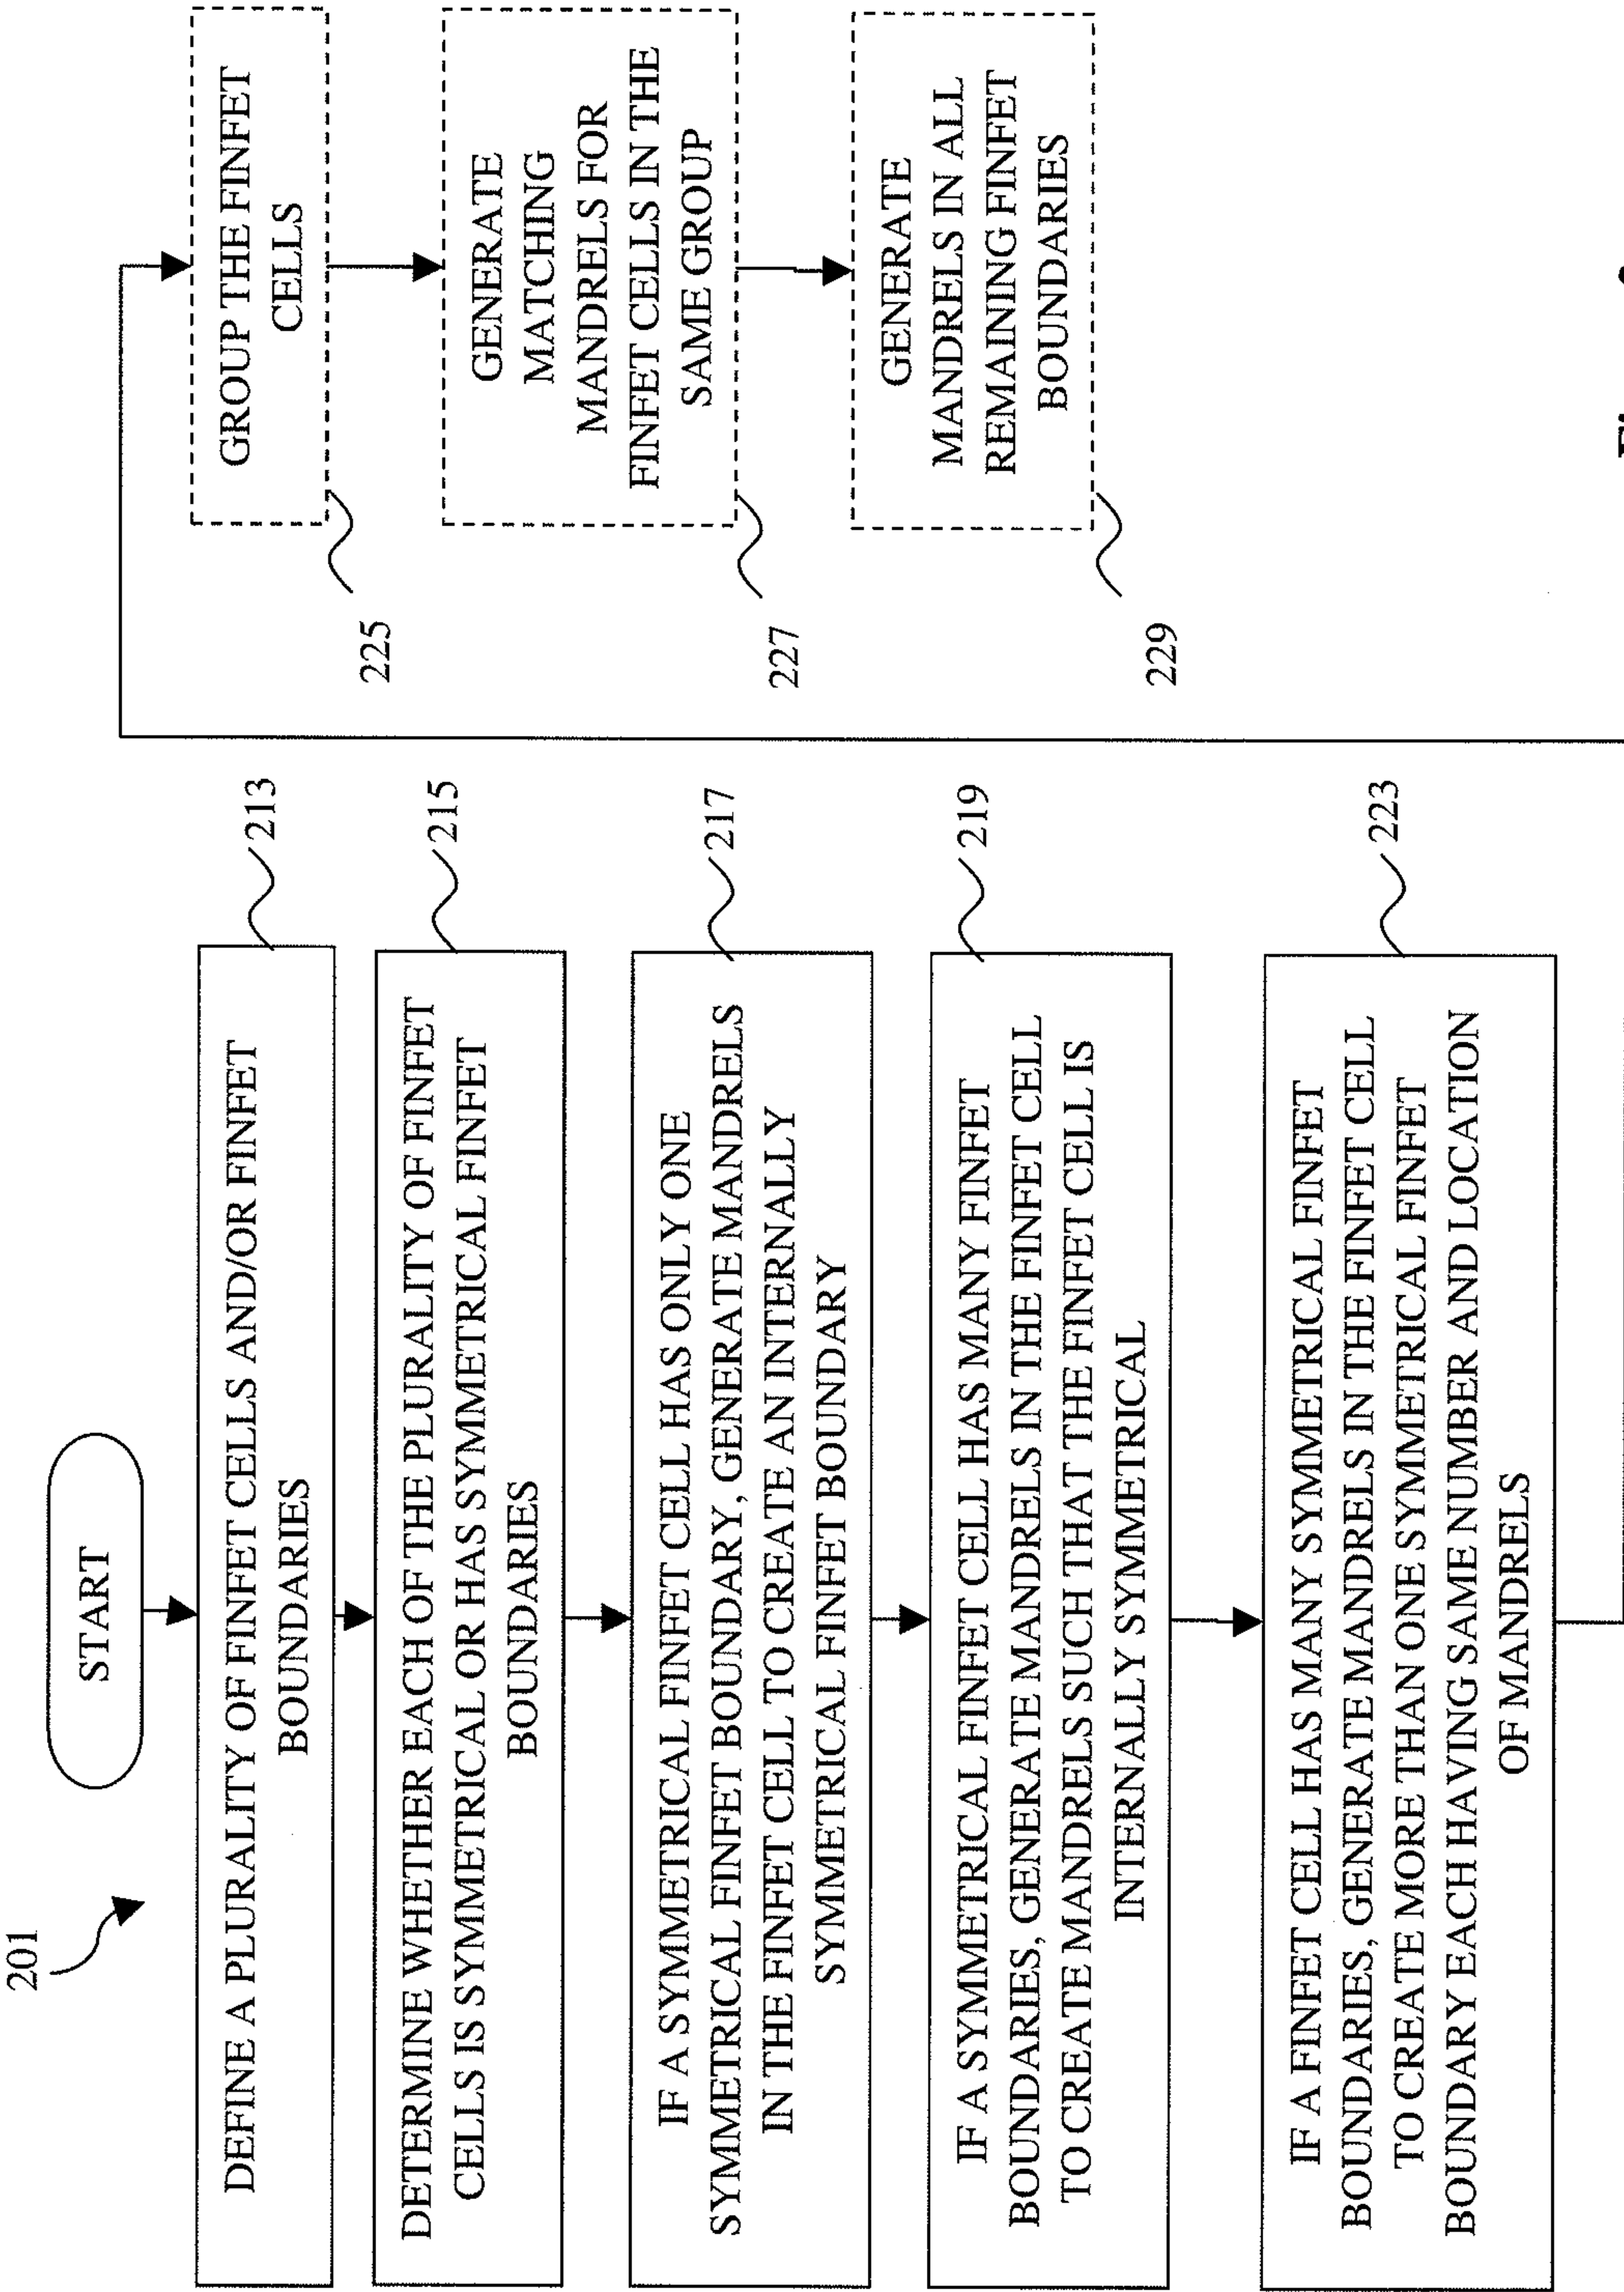 201
START
DEFINE A PLURALITY OF FINFET CELLS AND/OR FINFET
BOUNDARIES
213
DETERMINE WHETHER EACH OF THE PLURALITY OF FINFET
CELLS IS SYMMETRICAL OR HAS SYMMETRICAL FINFET
BOUNDARIES
215
IF A SYMMETRICAL FINFET CELL HAS ONLY ONE
SYMMETRICAL FINFET BOUNDARY, GENERATE MANDRELS
IN THE FINFET CELL TO CREATE AN INTERNALLY
SYMMETRICAL FINFET BOUNDARY
217
IF A SYMMETRICAL FINFET CELL HAS MANY FINFET
BOUNDARIES, GENERATE MANDRELS IN THE FINFET CELL
TO CREATE MANDRELS SUCH THAT THE FINFET CELL IS
INTERNALLY SYMMETRICAL
219
IF A FINFET CELL HAS MANY SYMMETRICAL FINFET
BOUNDARIES, GENERATE MANDRELS IN THE FINFET CELL
TO CREATE MORE THAN ONE SYMMETRICAL FINFET
BOUNDARY EACH HAVING SAME NUMBER AND LOCATION
OF MANDRELS
223
GROUP THE FINFET
CELLS
225
GENERATE
MATCHING
MANDRELS FOR
FINFET CELLS IN THE
SAME GROUP
227
GENERATE
MANDRELS IN ALL
REMAINING FINFET
BOUNDARIES
229